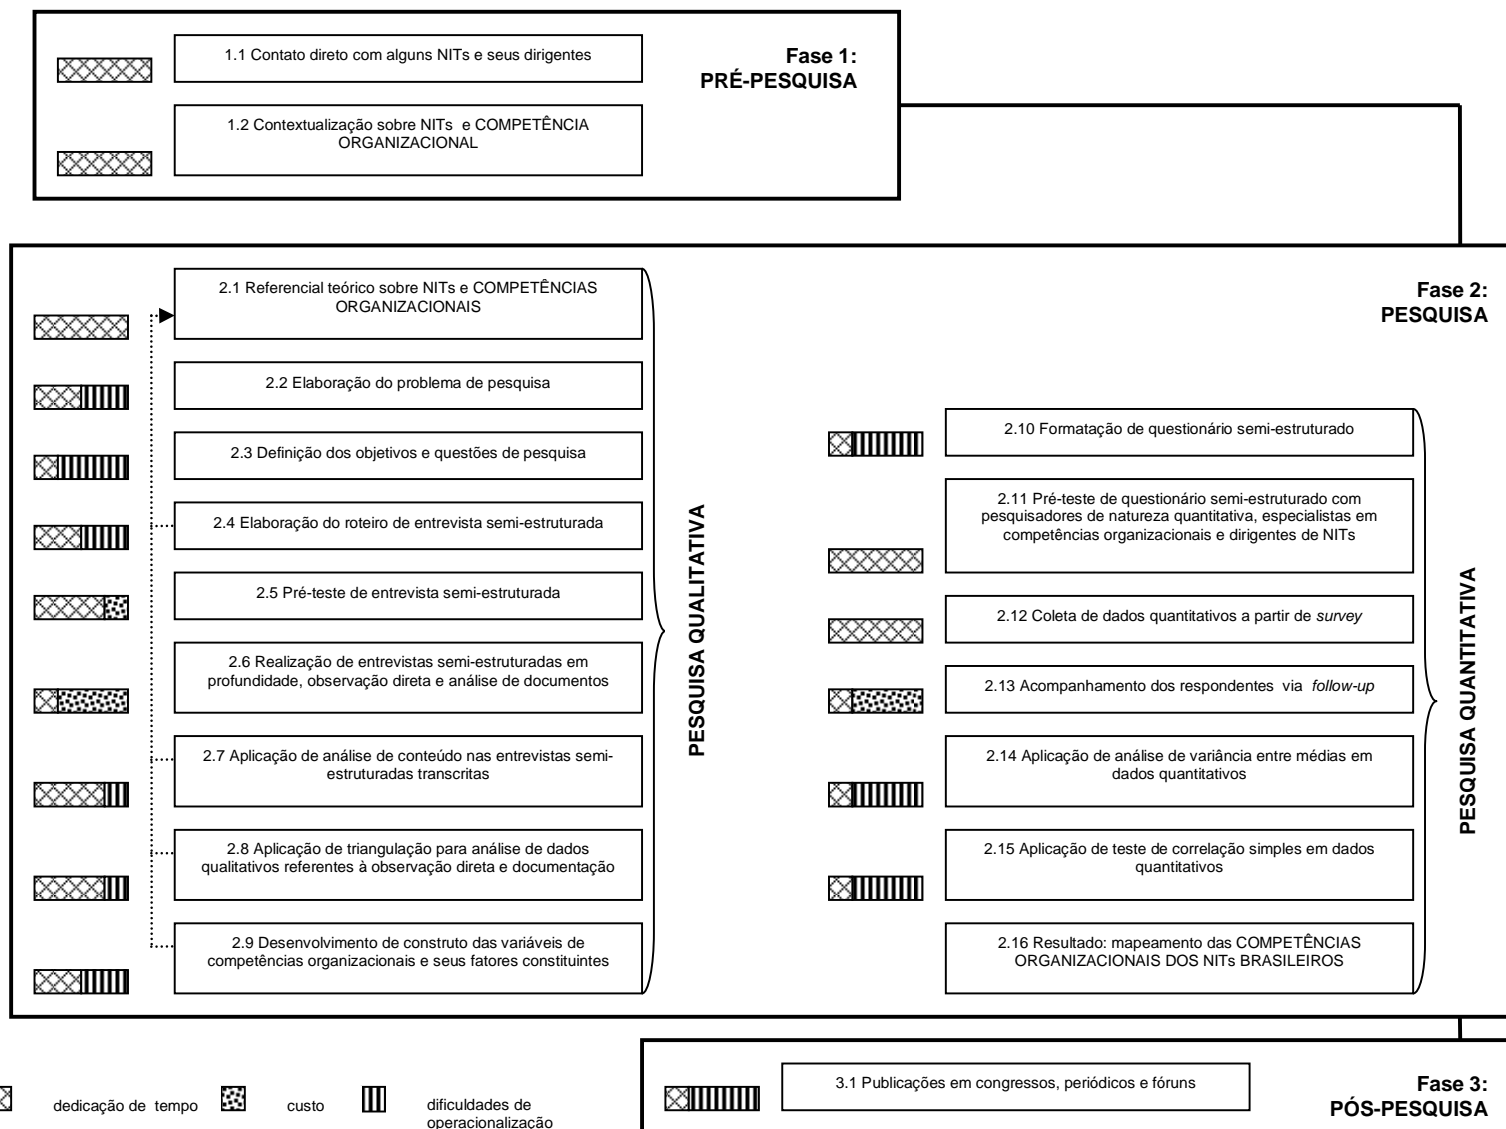 Fase 1:
PRÉ-PESQUISA
1.1 Contato direto com alguns NITs e seus dirigentes
1.2 Contextualização sobre NITs e COMPETÊNCIA
ORGANIZACIONAL
Fase 2:
PESQUISA
2.1 Referencial teórico sobre NITs e COMPETÊNCIAS
ORGANIZACIONAIS
2.2 Elaboração do problema de pesquisa
2.3 Definição dos objetivos e questões de pesquisa
2.4 Elaboração do roteiro de entrevista semi-estruturada
2.5 Pré-teste de entrevista semi-estruturada
2.6 Realização de entrevistas semi-estruturadas em
profundidade, observação direta e análise de documentos
2.7 Aplicação de análise de conteúdo nas entrevistas semi-
estruturadas transcritas
2.8 Aplicação de triangulação para análise de dados
qualitativos referentes à observação direta e documentação
2.9 Desenvolvimento de construto das variáveis de
competências organizacionais e seus fatores constituintes
PESQUISA QUALITATIVA
2.10 Formatação de questionário semi-estruturado
2.11 Pré-teste de questionário semi-estruturado com
pesquisadores de natureza quantitativa, especialistas em
competências organizacionais e dirigentes de NITs
2.12 Coleta de dados quantitativos a partir de survey
2.13 Acompanhamento dos respondentes via follow-up
2.14 Aplicação de análise de variância entre médias em
dados quantitativos
2.15 Aplicação de teste de correlação simples em dados
quantitativos
2.16 Resultado: mapeamento das COMPETÊNCIAS
ORGANIZACIONAIS DOS NITs BRASILEIROS
PESQUISA QUANTITATIVA
3.1 Publicações em congressos, periódicos e fóruns
Fase 3:
PÓS-PESQUISA
dedicação de tempo
custo
dificuldades de
operacionalização